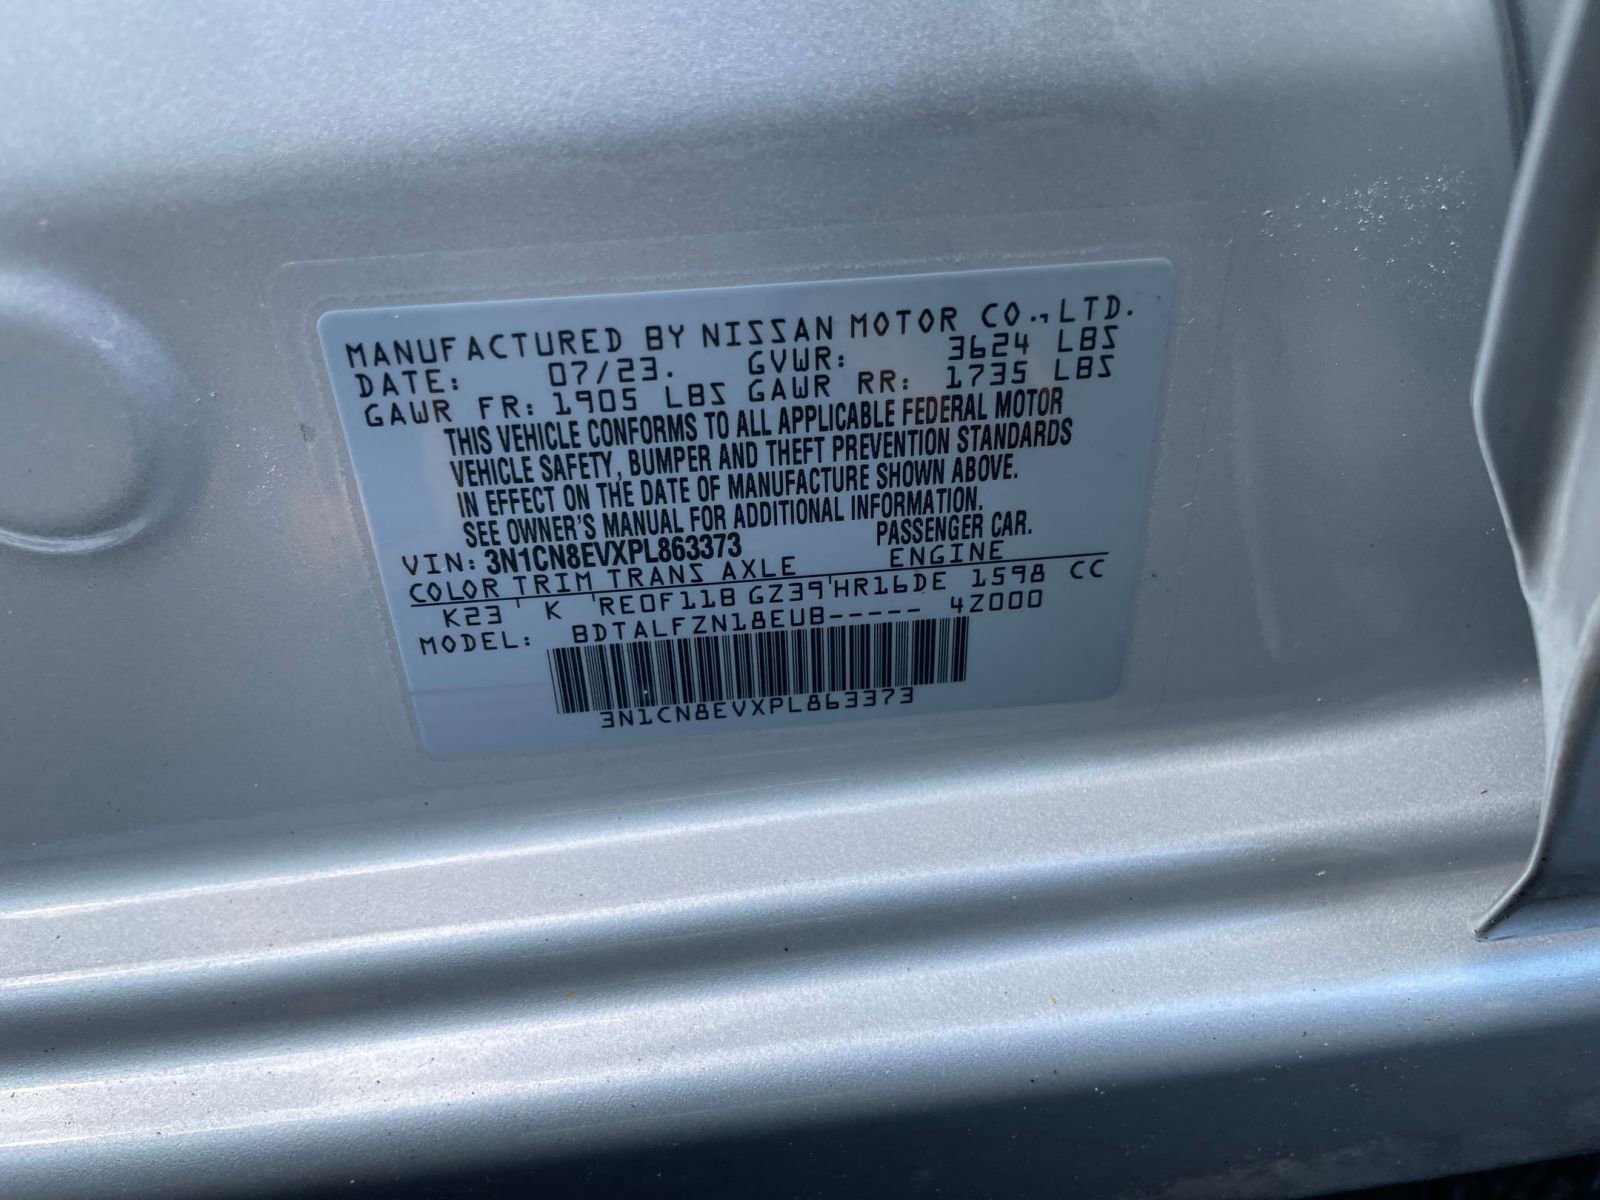 MANUFACTURED BY NISSAN MOTOR CO., LTD.
DATE: 07/23. GVWR: 3624 LBS
GAWR FR: 1905 LBS GAWR RR: 1735 LBS
THIS VEHICLE CONFORMS TO ALL APPLICABLE FEDERAL MOTOR
VEHICLE SAFETY, BUMPER AND THEFT PREVENTION STANDARDS
IN EFFECT ON THE DATE OF MANUFACTURE SHOWN ABOVE.
SEE OWNER'S MANUAL FOR ADDITIONAL INFORMATION.
VIN: 3N1CN8EVXPL863373 PASSENGER CAR.
COLOR TRIM TRANS AXLE ENGINE
K23 ' K ' RE0F11B GZ39 ' HR16DE 1598 CC
MODEL: BDTALFZN18EUB----- 4Z000
3N1CN8EVXPL863373